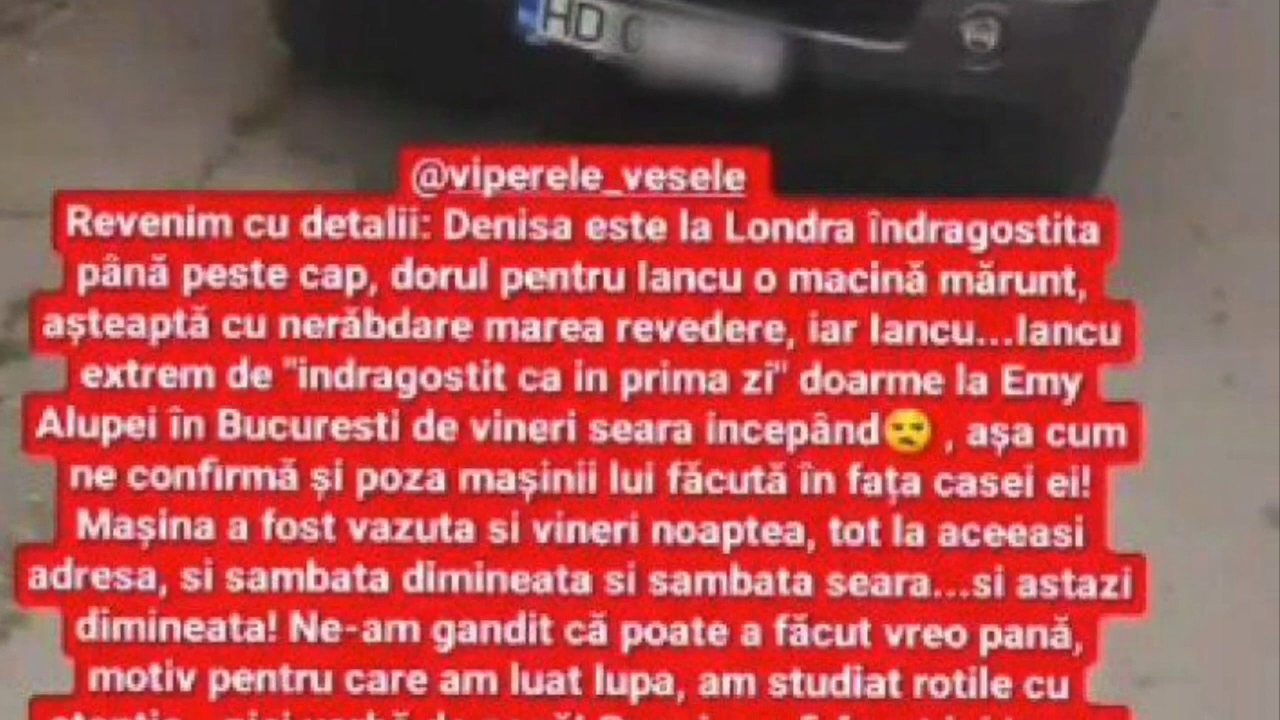 HD
@viperele_vesele
Revenim cu detalii: Denisa este la Londra îndragostita
până peste cap, dorul pentru Iancu o macină mărunt,
așteaptă cu nerăbdare marea revedere, iar Iancu...Iancu
extrem de "indragostit ca in prima zi" doarme la Emy
Alupei în Bucuresti de vineri seara incepând😒 , așa cum
ne confirmă și poza mașinii lui făcută în fața casei ei!
Mașina a fost vazuta si vineri noaptea, tot la aceeasi
adresa, si sambata dimineata si sambata seara...si astazi
dimineata! Ne-am gandit că poate a făcut vreo pană,
motiv pentru care am luat lupa, am studiat rotile cu